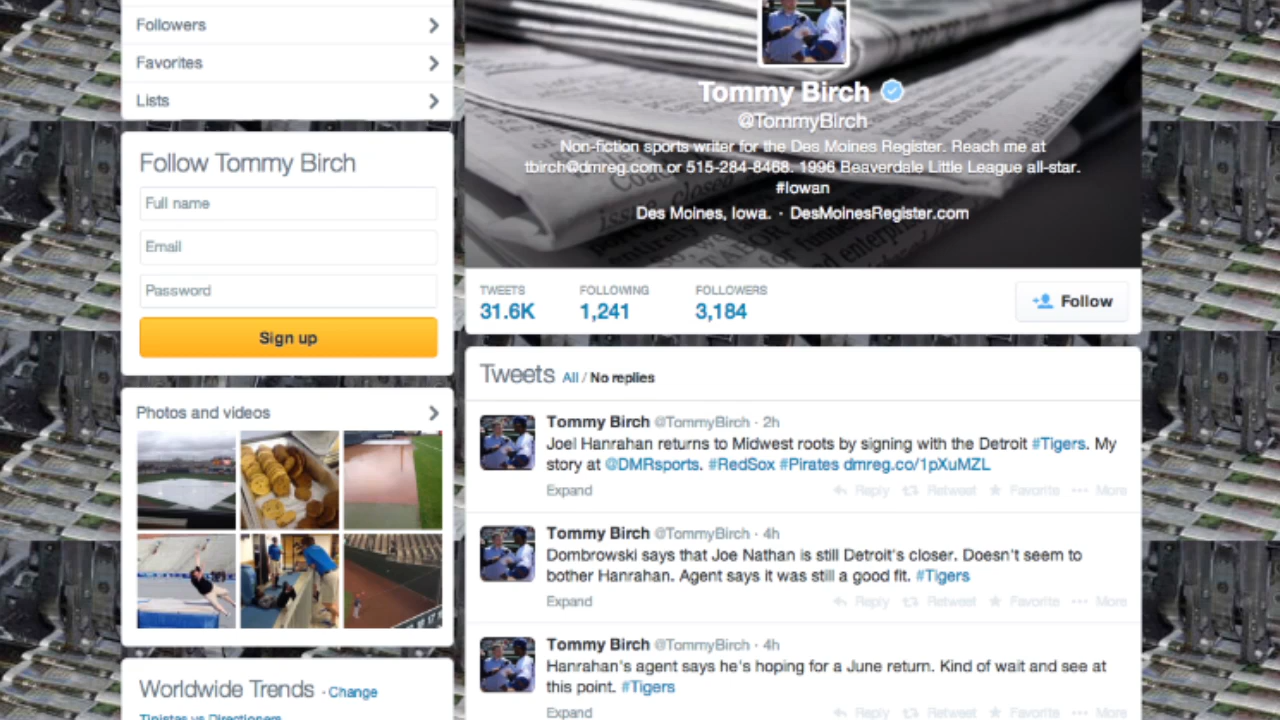 Followers
Favorites
Lists
Follow Tommy Birch
Full name
Email
Password
Sign up
Photos and videos
Worldwide Trends · Change
Tinistas vs Directioners
Tommy Birch
@TommyBirch
Non-fiction sports writer for the Des Moines Register. Reach me at
tbirch@dmreg.com or 515-284-8468. 1996 Beaverdale Little League all-star.
#Iowan
Des Moines, Iowa. · DesMoinesRegister.com
TWEETS FOLLOWING FOLLOWERS
31.6K 1,241 3,184
Follow
Tweets All / No replies
Tommy Birch @TommyBirch · 2h
Joel Hanrahan returns to Midwest roots by signing with the Detroit #Tigers. My
story at @DMRsports. #RedSox #Pirates dmreg.co/1pXuMZL
Expand Reply Retweet Favorite More
Tommy Birch @TommyBirch · 4h
Dombrowski says that Joe Nathan is still Detroit's closer. Doesn't seem to
bother Hanrahan. Agent says it was still a good fit. #Tigers
Expand Reply Retweet Favorite More
Tommy Birch @TommyBirch · 4h
Hanrahan's agent says he's hoping for a June return. Kind of wait and see at
this point. #Tigers
Expand Reply Retweet Favorite More